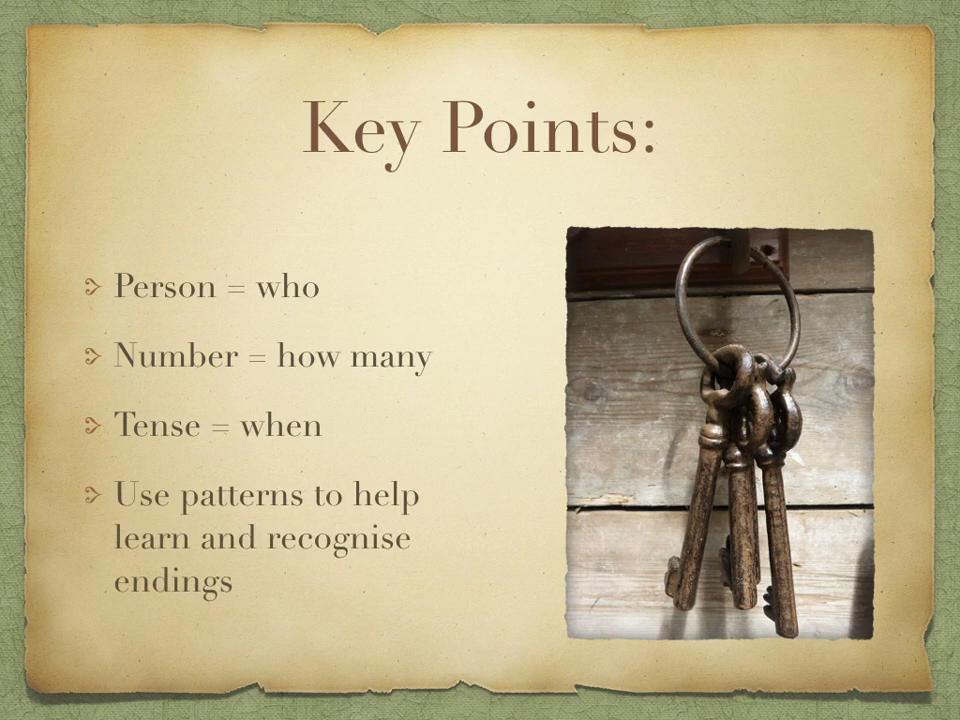 Key Points:
Person = who
Number = how many
Tense = when
Use patterns to help
learn and recognise
endings